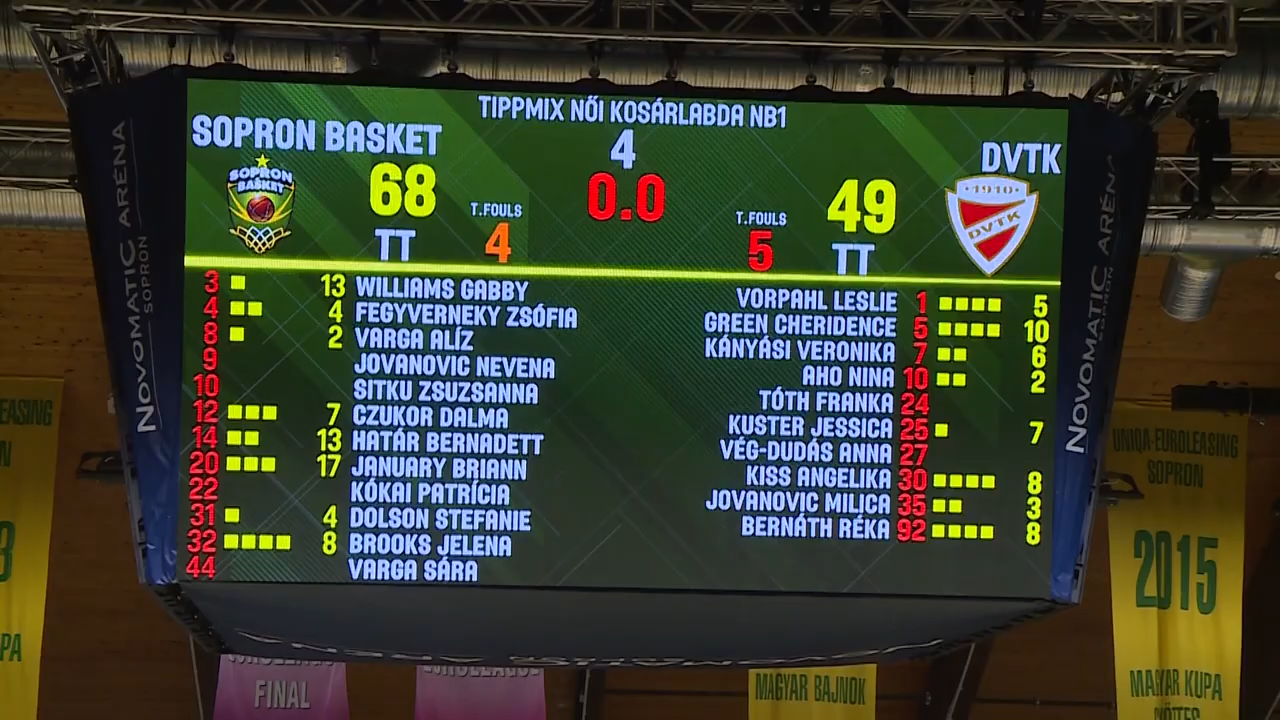 TIPPMIX NŐI KOSÁRLABDA NB1
SOPRON BASKET
4
DVTK
SOPRON
BASKET
68
0.0
49
1910
DVTK
T.FOULS
T.FOULS
TT
4
5
TT
3 13 WILLIAMS GABBY
4 4 FEGYVERNEKY ZSÓFIA
8 2 VARGA ALÍZ
9 JOVANOVIC NEVENA
10 SITKU ZSUZSANNA
12 7 CZUKOR DALMA
14 13 HATÁR BERNADETT
20 17 JANUARY BRIANN
22 KÓKAI PATRÍCIA
31 4 DOLSON STEFANIE
32 8 BROOKS JELENA
44 VARGA SÁRA
VORPAHL LESLIE 1 5
GREEN CHERIDENCE 5 10
KÁNYÁSI VERONIKA 7 6
AHO NINA 10 2
TÓTH FRANKA 24
KUSTER JESSICA 25 7
VÉG-DUDÁS ANNA 27
KISS ANGELIKA 30 8
JOVANOVIC MILICA 35 3
BERNÁTH RÉKA 92 8
NOVOMATIC ARÉNA
SOPRON
NOVOMATIC ARÉNA
SOPRON
EASING
N
3
PA
FINAL
MAGYAR BAJNOK
UNIQA-EUROLEASING
SOPRON
2015
MAGYAR KUPA